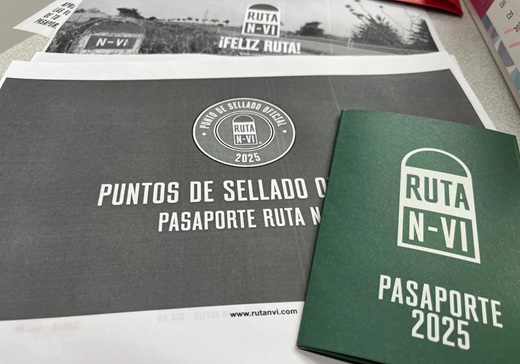 N-VI
RUTA
N-VI
¡FELIZ RUTA!
PUNTO DE SELLADO OFICIAL
RUTA
N-VI
2025
PUNTOS DE SELLADO
PASAPORTE RUTA
www.rutanvi.com
RUTA
N-VI
PASAPORTE
2025